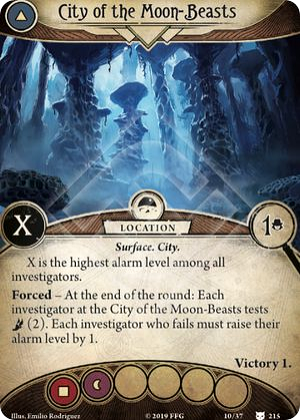 City of the Moon-Beasts
X
LOCATION
1
Surface. City.
X is the highest alarm level among all
investigators.
Forced – At the end of the round: Each
investigator at the City of the Moon-Beasts tests
(2). Each investigator who fails must raise their
alarm level by 1.
Victory 1.
Illus. Emilio Rodriguez
© 2019 FFG
10/37
215